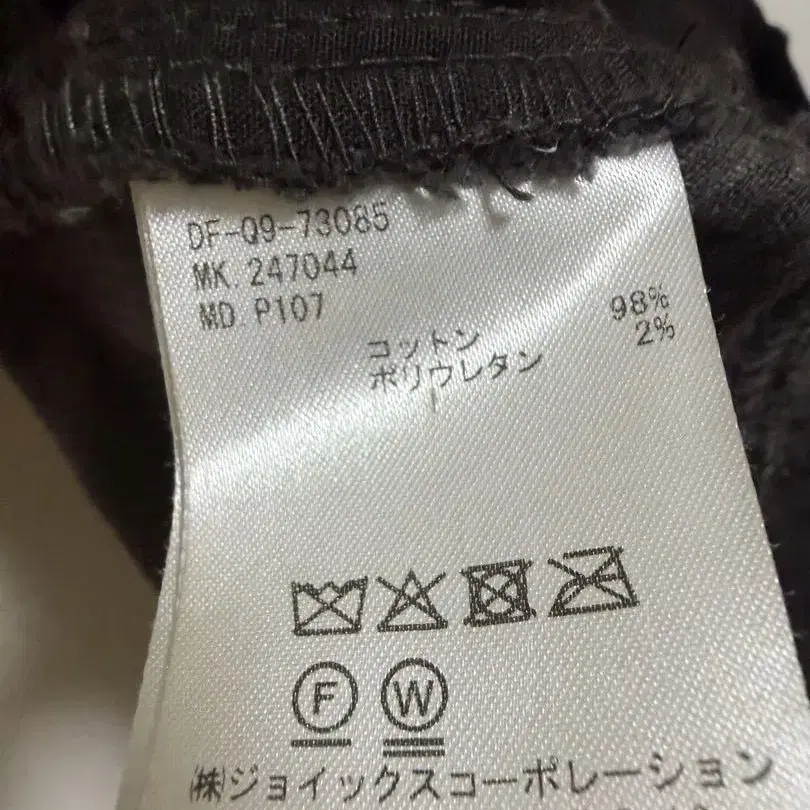 DF-Q9-73085
MK. 247044
MD. P107
コットン 98%
ポリウレタン 2%
F W
㈱ジョイックスコーポレーション